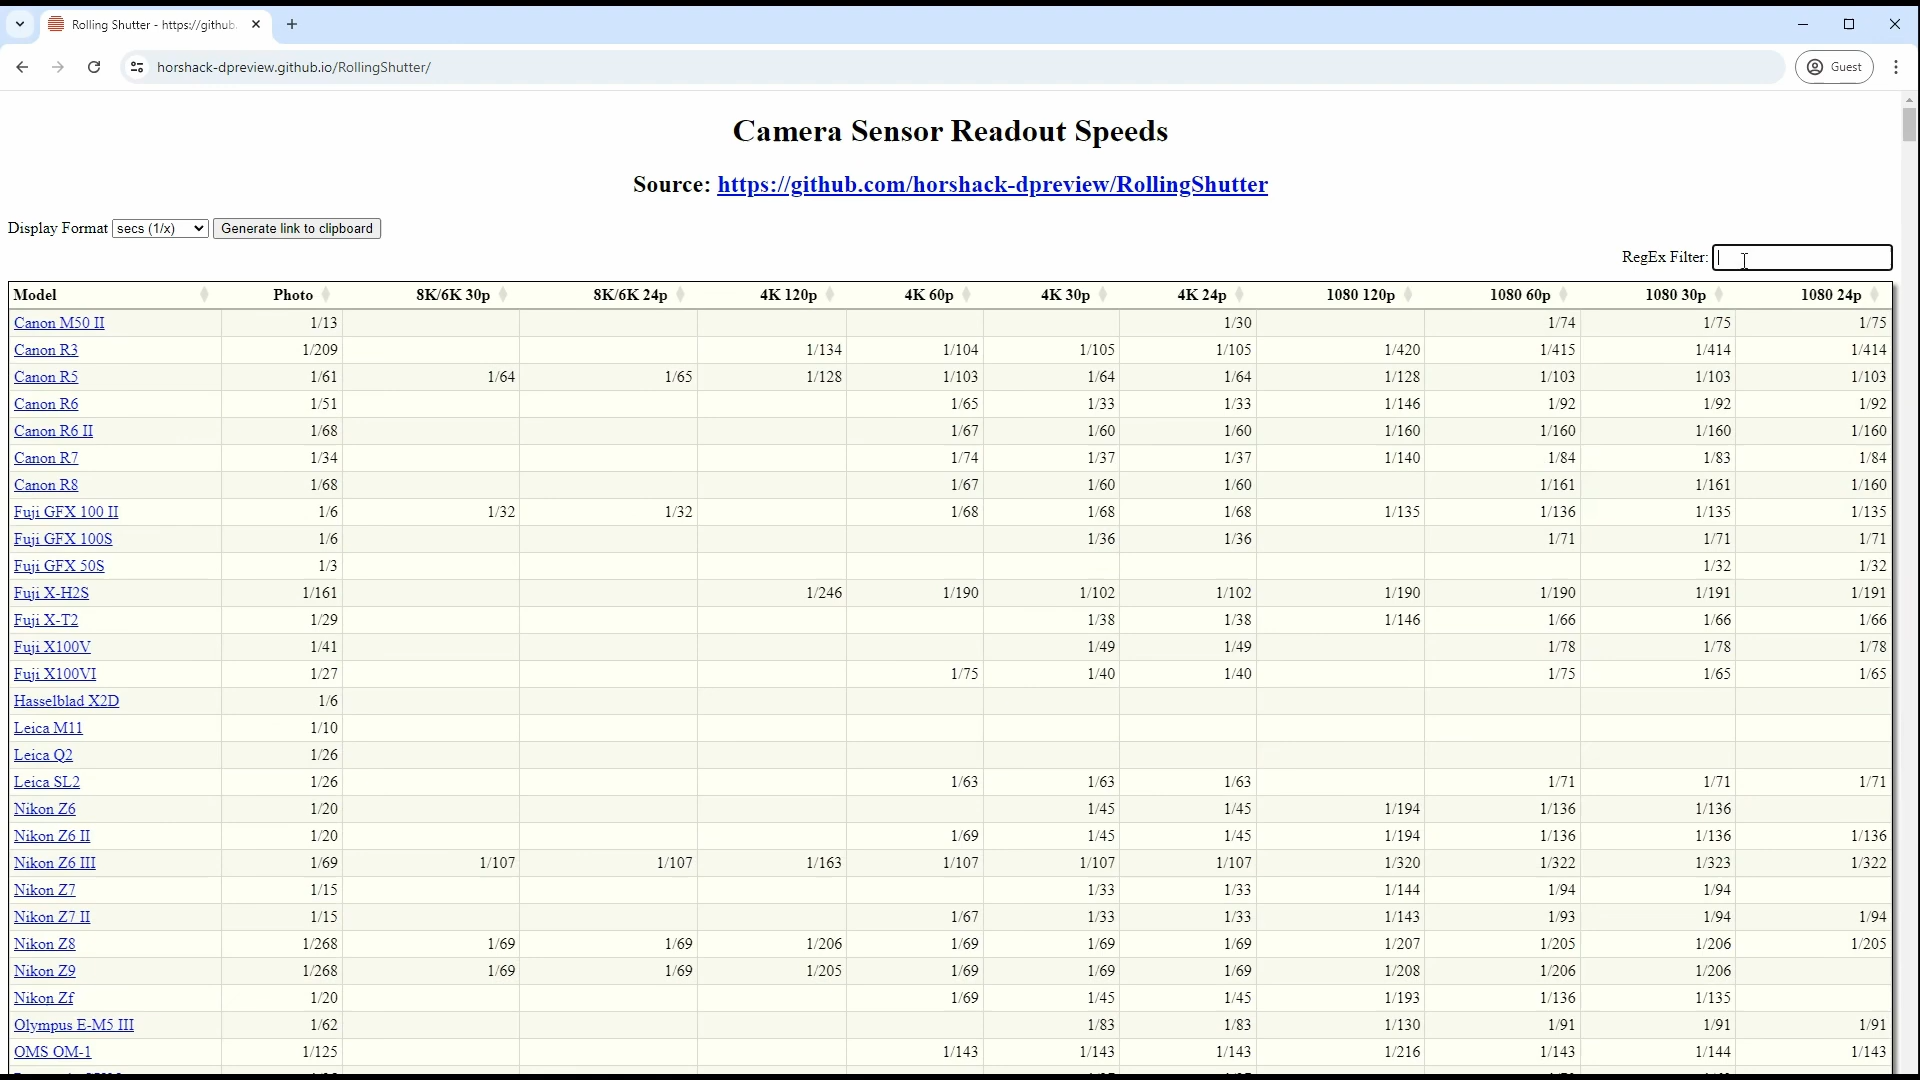 Rolling Shutter - https://github.
horshack-dpreview.github.io/RollingShutter/
Guest
Camera Sensor Readout Speeds
Source: https://github.com/horshack-dpreview/RollingShutter
Display Format secs (1/x) Generate link to clipboard
RegEx Filter:
Model Photo 8K/6K 30p 8K/6K 24p 4K 120p 4K 60p 4K 30p 4K 24p 1080 120p 1080 60p 1080 30p 1080 24p
Canon M50 II 1/13 1/30 1/74 1/75 1/75
Canon R3 1/209 1/134 1/104 1/105 1/105 1/420 1/415 1/414 1/414
Canon R5 1/61 1/64 1/65 1/128 1/103 1/64 1/64 1/128 1/103 1/103 1/103
Canon R6 1/51 1/65 1/33 1/33 1/146 1/92 1/92 1/92
Canon R6 II 1/68 1/67 1/60 1/60 1/160 1/160 1/160 1/160
Canon R7 1/34 1/74 1/37 1/37 1/140 1/84 1/83 1/84
Canon R8 1/68 1/67 1/60 1/60 1/161 1/161 1/160
Fuji GFX 100 II 1/6 1/32 1/32 1/68 1/68 1/68 1/135 1/136 1/135 1/135
Fuji GFX 100S 1/6 1/36 1/36 1/71 1/71 1/71
Fuji GFX 50S 1/3 1/32 1/32
Fuji X-H2S 1/161 1/246 1/190 1/102 1/102 1/190 1/190 1/191 1/191
Fuji X-T2 1/29 1/38 1/38 1/146 1/66 1/66 1/66
Fuji X100V 1/41 1/49 1/49 1/78 1/78 1/78
Fuji X100VI 1/27 1/75 1/40 1/40 1/75 1/65 1/65
Hasselblad X2D 1/6
Leica M11 1/10
Leica Q2 1/26
Leica SL2 1/26 1/63 1/63 1/63 1/71 1/71 1/71
Nikon Z6 1/20 1/45 1/45 1/194 1/136 1/136
Nikon Z6 II 1/20 1/69 1/45 1/45 1/194 1/136 1/136 1/136
Nikon Z6 III 1/69 1/107 1/107 1/163 1/107 1/107 1/107 1/320 1/322 1/323 1/322
Nikon Z7 1/15 1/33 1/33 1/144 1/94 1/94
Nikon Z7 II 1/15 1/67 1/33 1/33 1/143 1/93 1/94 1/94
Nikon Z8 1/268 1/69 1/69 1/206 1/69 1/69 1/69 1/207 1/205 1/206 1/205
Nikon Z9 1/268 1/69 1/69 1/205 1/69 1/69 1/69 1/208 1/206 1/206
Nikon Zf 1/20 1/69 1/45 1/45 1/193 1/136 1/135
Olympus E-M5 III 1/62 1/83 1/83 1/130 1/91 1/91 1/91
OMS OM-1 1/125 1/143 1/143 1/143 1/216 1/143 1/144 1/143